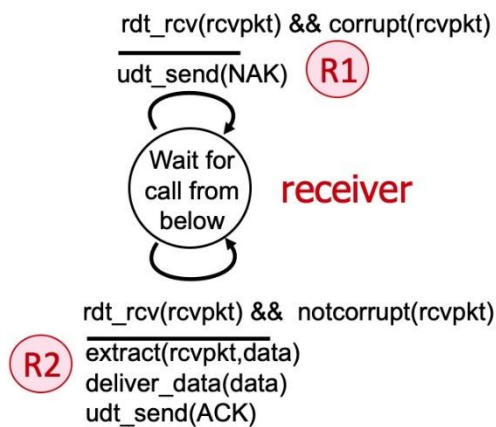 rdt_rcv(rcvpkt) && corrupt(rcvpkt)
udt_send(NAK)
R1
Wait for
call from
below
receiver
rdt_rcv(rcvpkt) && notcorrupt(rcvpkt)
R2
extract(rcvpkt,data)
deliver_data(data)
udt_send(ACK)